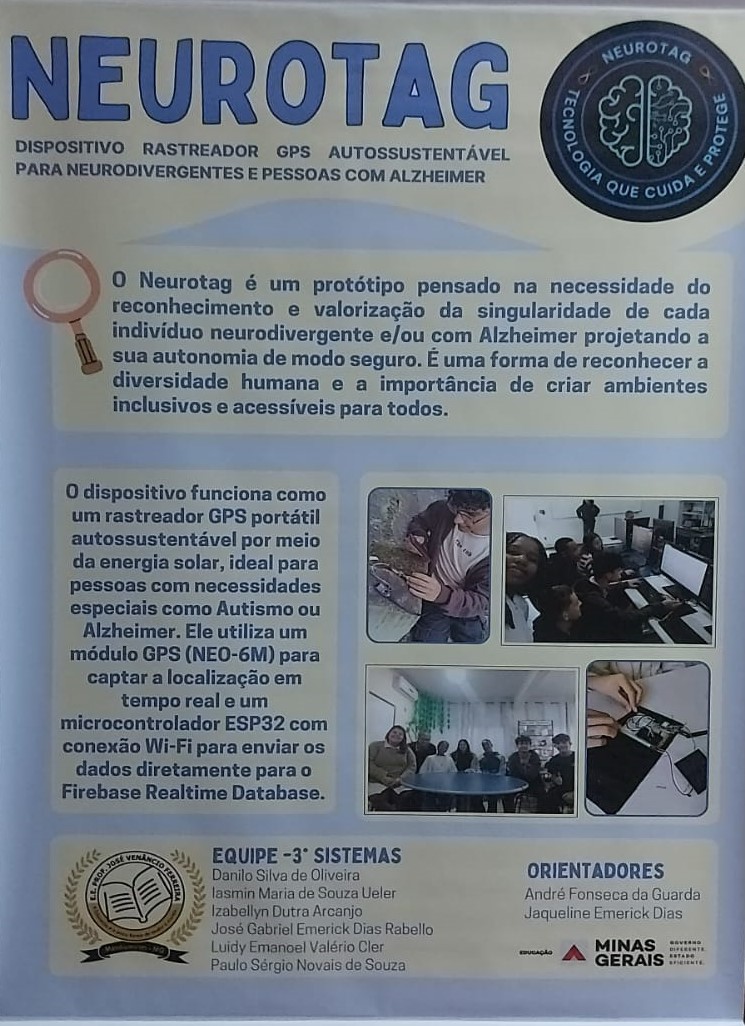 NEUROTAG
DISPOSITIVO RASTREADOR GPS AUTOSSUSTENTÁVEL
PARA NEURODIVERGENTES E PESSOAS COM ALZHEIMER
NEUROTAG
TECNOLOGIA QUE CUIDA E PROTEGE
O Neurotag é um protótipo pensado na necessidade do
reconhecimento e valorização da singularidade de cada
indivíduo neurodivergente e/ou com Alzheimer projetando a
sua autonomia de modo seguro. É uma forma de reconhecer a
diversidade humana e a importância de criar ambientes
inclusivos e acessíveis para todos.
O dispositivo funciona como
um rastreador GPS portátil
autossustentável por meio
da energia solar, ideal para
pessoas com necessidades
especiais como Autismo ou
Alzheimer. Ele utiliza um
módulo GPS (NEO-6M) para
captar a localização em
tempo real e um
microcontrolador ESP32 com
conexão Wi-Fi para enviar os
dados diretamente para o
Firebase Realtime Database.
E.E. PROF. JOSÉ VENÂNCIO FERREIRA
EQUIPE -3° SISTEMAS
Danilo Silva de Oliveira
Iasmin Maria de Souza Ueler
Izabellyn Dutra Arcanjo
José Gabriel Emerick Dias Rabello
Luidy Emanoel Valério Cler
Paulo Sérgio Novais de Souza
ORIENTADORES
André Fonseca da Guarda
Jaqueline Emerick Dias
EDUCAÇÃO
MINAS
GERAIS
GOVERNO
DIFERENTE.
ESTADO
EFICIENTE.